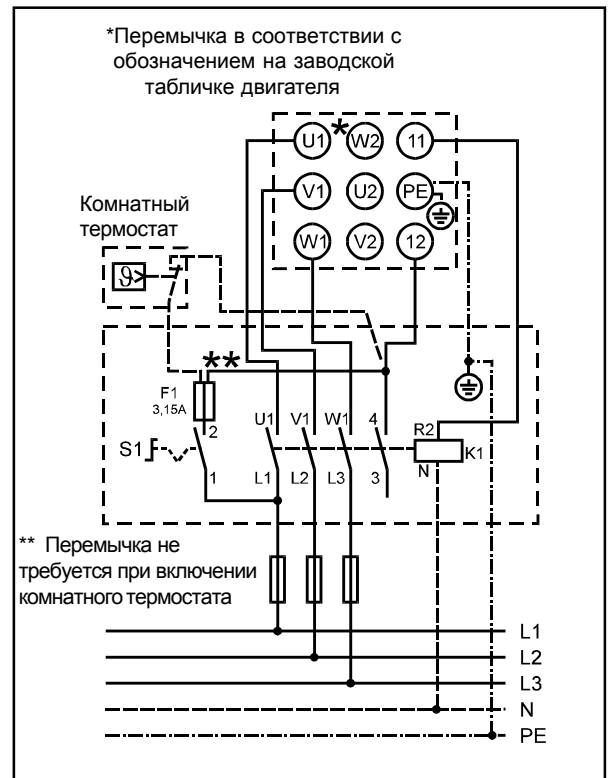 *Перемычка в соответствии с
обозначением на заводской
табличке двигателя
U1 * W2 11
V1 U2 PE
W1 V2 12
Комнатный
термостат
ϑ
**
F1
3,15A
2
U1 V1 W1 4
R2
S1
K1
N
1 L1 L2 L3 3
** Перемычка не
требуется при включении
комнатного термостата
L1
L2
L3
N
PE